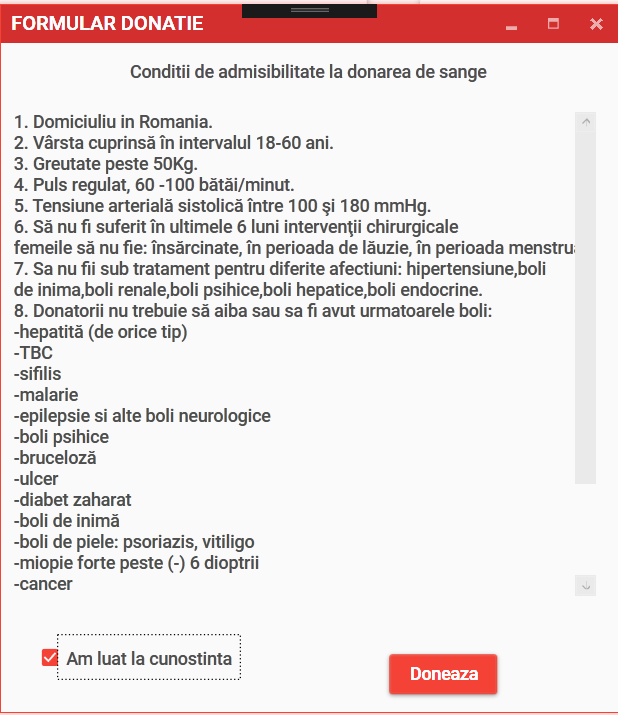 FORMULAR DONATIE
Conditii de admisibilitate la donarea de sange
1. Domiciuliu in Romania.
2. Vârsta cuprinsă în intervalul 18-60 ani.
3. Greutate peste 50Kg.
4. Puls regulat, 60 -100 bătăi/minut.
5. Tensiune arterială sistolică între 100 şi 180 mmHg.
6. Să nu fi suferit în ultimele 6 luni intervenţii chirurgicale
femeile să nu fie: însărcinate, în perioada de lăuzie, în perioada
7. Sa nu fii sub tratament pentru diferite afectiuni: hipertensiune,boli
de inima,boli renale,boli psihice,boli hepatice,boli endocrine.
8. Donatorii nu trebuie să aiba sau sa fi avut urmatoarele boli:
-hepatită (de orice tip)
-TBC
-sifilis
-malarie
-epilepsie si alte boli neurologice
-boli psihice
-bruceloză
-ulcer
-diabet zaharat
-boli de inimă
-boli de piele: psoriazis, vitiligo
-miopie forte peste (-) 6 dioptrii
-cancer
Am luat la cunostinta
Doneaza